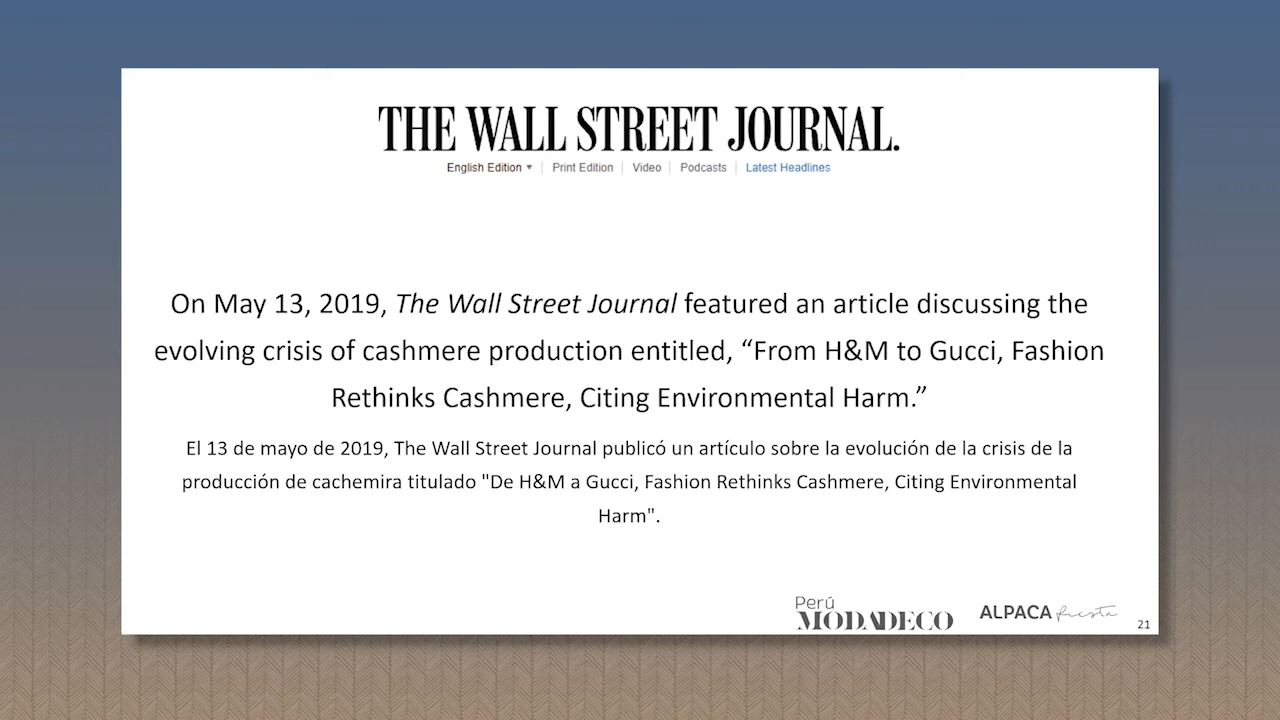 THE WALL STREET JOURNAL.
English Edition Print Edition Video Podcasts Latest Headlines
On May 13, 2019, The Wall Street Journal featured an article discussing the
evolving crisis of cashmere production entitled, “From H&M to Gucci, Fashion
Rethinks Cashmere, Citing Environmental Harm.”
El 13 de mayo de 2019, The Wall Street Journal publicó un artículo sobre la evolución de la crisis de la
producción de cachemira titulado "De H&M a Gucci, Fashion Rethinks Cashmere, Citing Environmental
Harm".
Perú
MODADECO
ALPACA fiesta
21